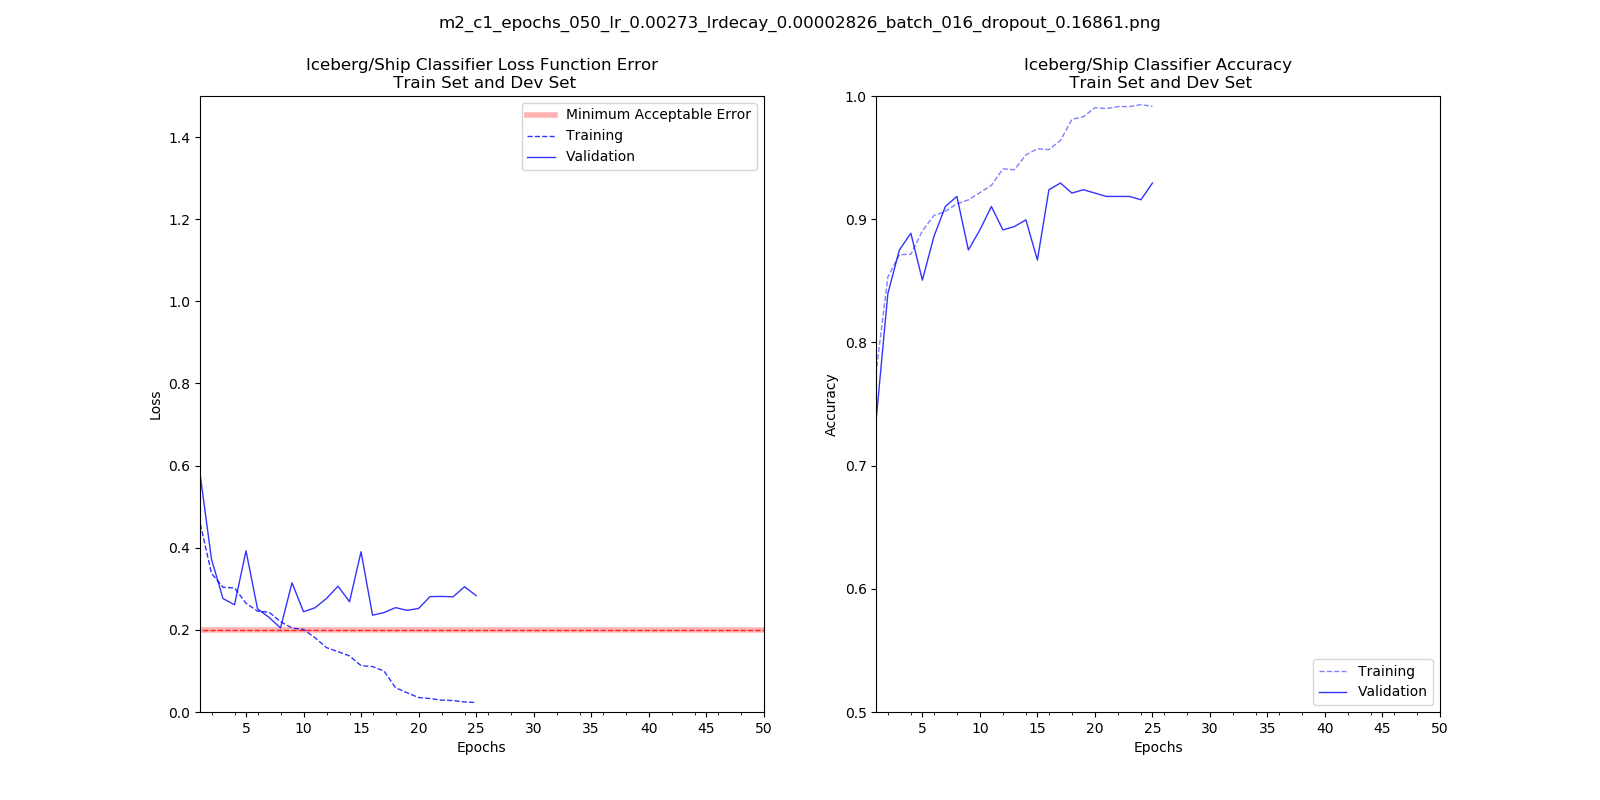 m2_c1_epochs_050_lr_0.00273_lrdecay_0.00002826_batch_016_dropout_0.16861.png
Iceberg/Ship Classifier Loss Function Error
Train Set and Dev Set
Minimum Acceptable Error
Training
Validation
1.4
1.2
1.0
0.8
0.6
0.4
0.2
0.0
Loss
5 10 15 20 25 30 35 40 45 50
Epochs
Iceberg/Ship Classifier Accuracy
Train Set and Dev Set
1.0
0.9
0.8
0.7
0.6
0.5
Accuracy
Training
Validation
5 10 15 20 25 30 35 40 45 50
Epochs